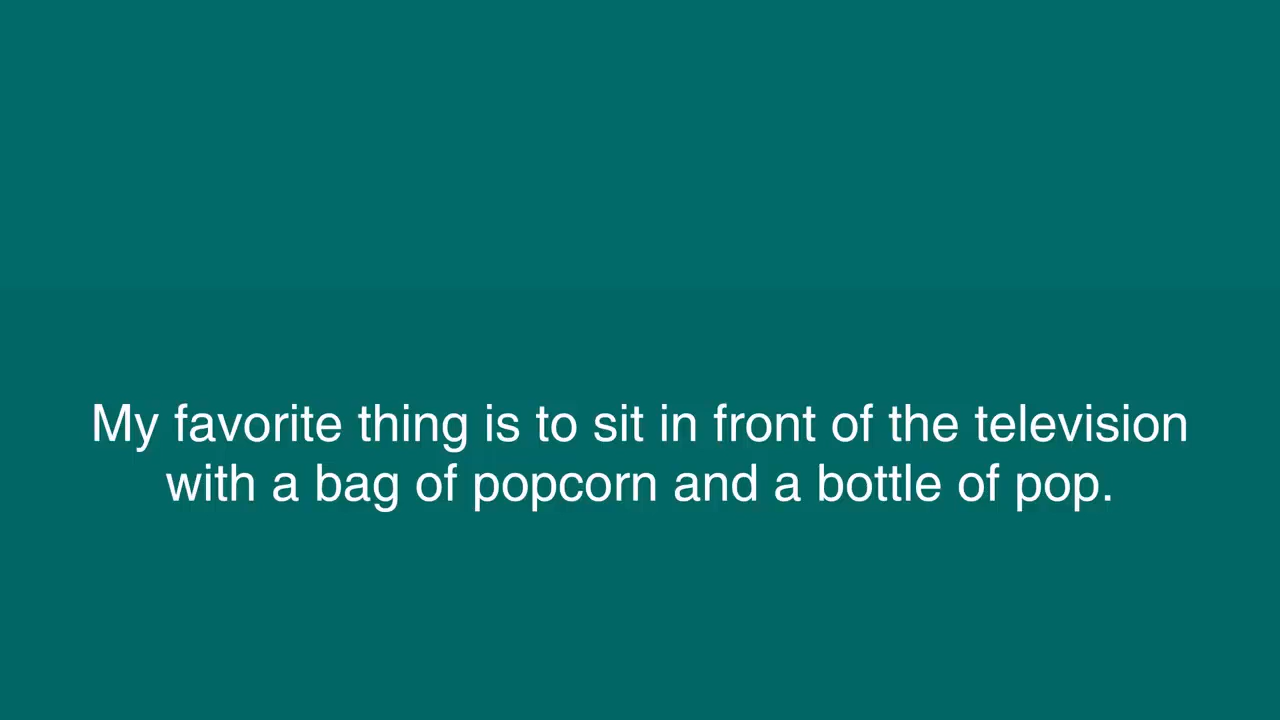 My favorite thing is to sit in front of the television
with a bag of popcorn and a bottle of pop.